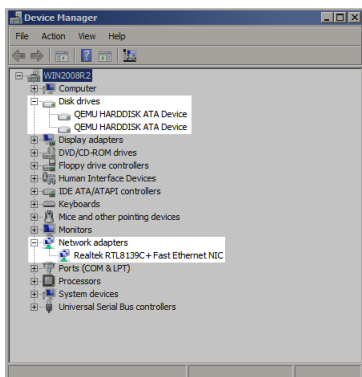 Device Manager
File Action View Help
WIN2008R2
Computer
Disk drives
QEMU HARDDISK ATA Device
QEMU HARDDISK ATA Device
Display adapters
DVD/CD-ROM drives
Floppy drive controllers
Human Interface Devices
IDE ATA/ATAPI controllers
Keyboards
Mice and other pointing devices
Monitors
Network adapters
Realtek RTL8139C+ Fast Ethernet NIC
Ports (COM & LPT)
Processors
System devices
Universal Serial Bus controllers